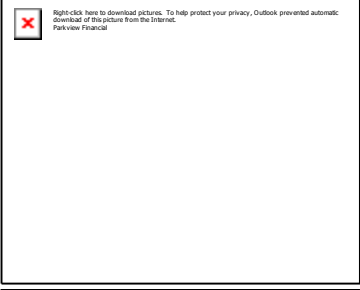 Right-click here to download pictures. To help protect your privacy, Outlook prevented automatic
download of this picture from the Internet.
Parkview Financial